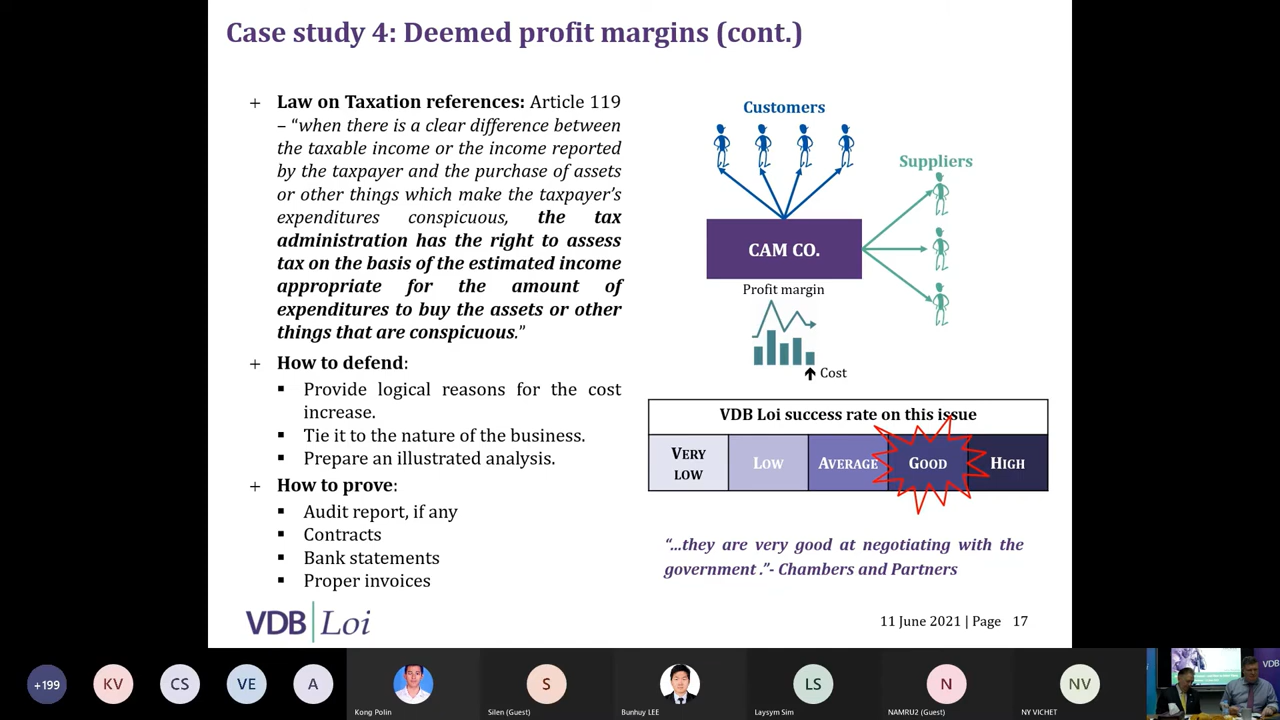 Case study 4: Deemed profit margins (cont.)
+ Law on Taxation references: Article 119
– “when there is a clear difference between
the taxable income or the income reported
by the taxpayer and the purchase of assets
or other things which make the taxpayer’s
expenditures conspicuous, the tax
administration has the right to assess
tax on the basis of the estimated income
appropriate for the amount of
expenditures to buy the assets or other
things that are conspicuous.”
+ How to defend:
▪ Provide logical reasons for the cost
increase.
▪ Tie it to the nature of the business.
▪ Prepare an illustrated analysis.
+ How to prove:
▪ Audit report, if any
▪ Contracts
▪ Bank statements
▪ Proper invoices
Customers
Suppliers
CAM CO.
Profit margin
Cost
VDB Loi success rate on this issue
VERY
LOW
LOW
AVERAGE
GOOD
HIGH
“...they are very good at negotiating with the
government .”- Chambers and Partners
VDB Loi
11 June 2021 | Page 17
+199
KV
CS
VE
A
Kong Polin
S
Silen (Guest)
Bunhuy LEE
LS
Laysym Sim
N
NAMRU2 (Guest)
NV
NY VICHET
VDB